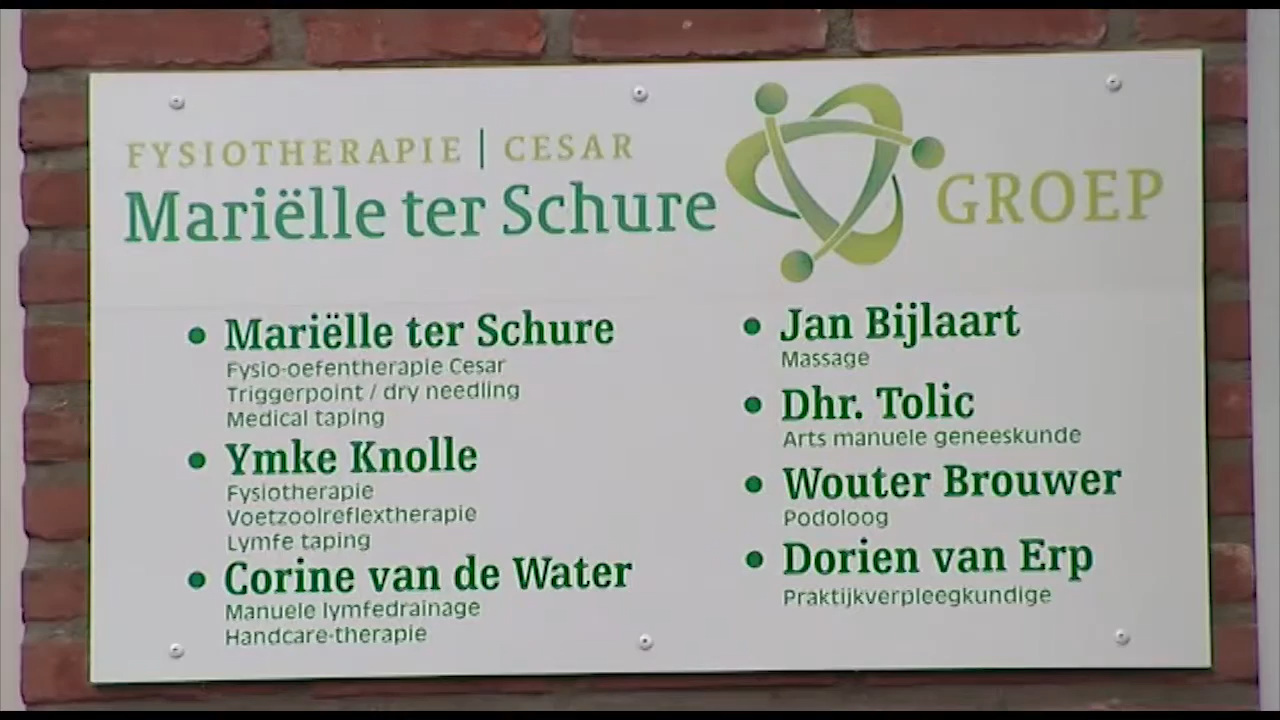 FYSIOTHERAPIE | CESAR
Mariëlle ter Schure
GROEP
• Mariëlle ter Schure
Fysio-oefentherapie Cesar
Triggerpoint / dry needling
Medical taping
• Ymke Knolle
Fysiotherapie
Voetzoolreflextherapie
Lymfe taping
• Corine van de Water
Manuele lymfedrainage
Handcare-therapie
• Jan Bijlaart
Massage
• Dhr. Tolic
Arts manuele geneeskunde
• Wouter Brouwer
Podoloog
• Dorien van Erp
Praktijkverpleegkundige